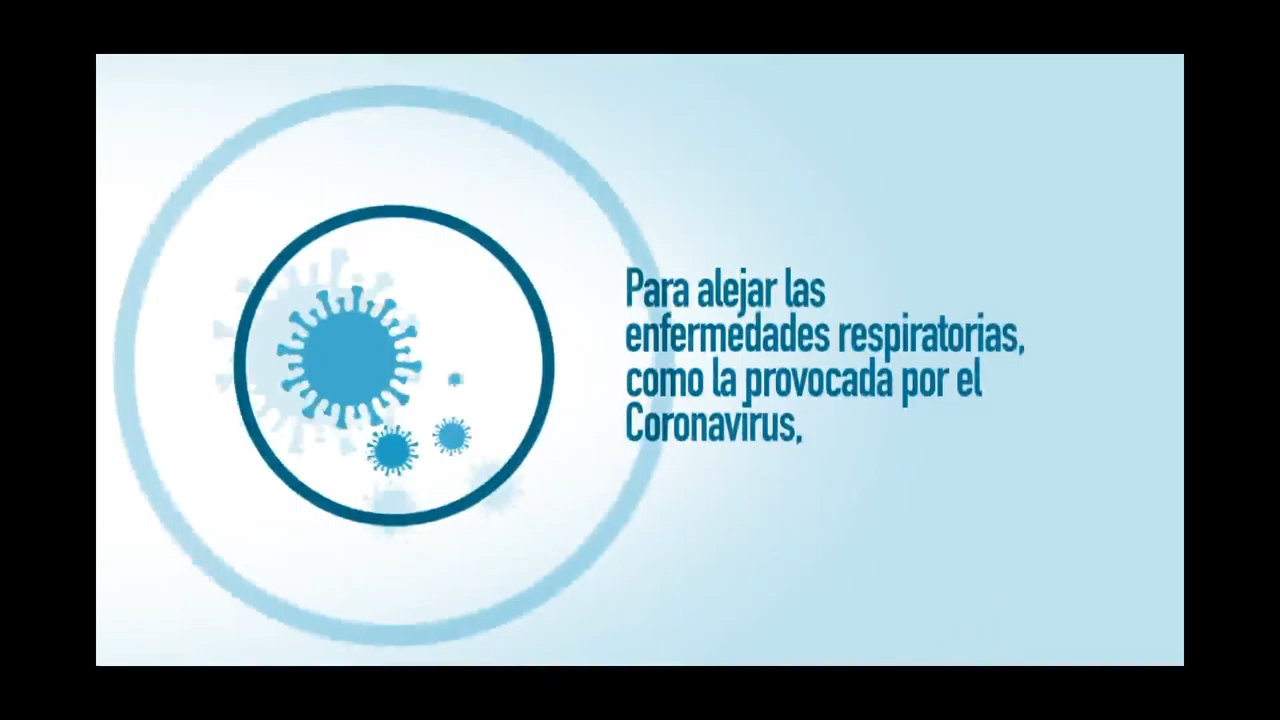 Para alejar las
enfermedades respiratorias,
como la provocada por el
Coronavirus,